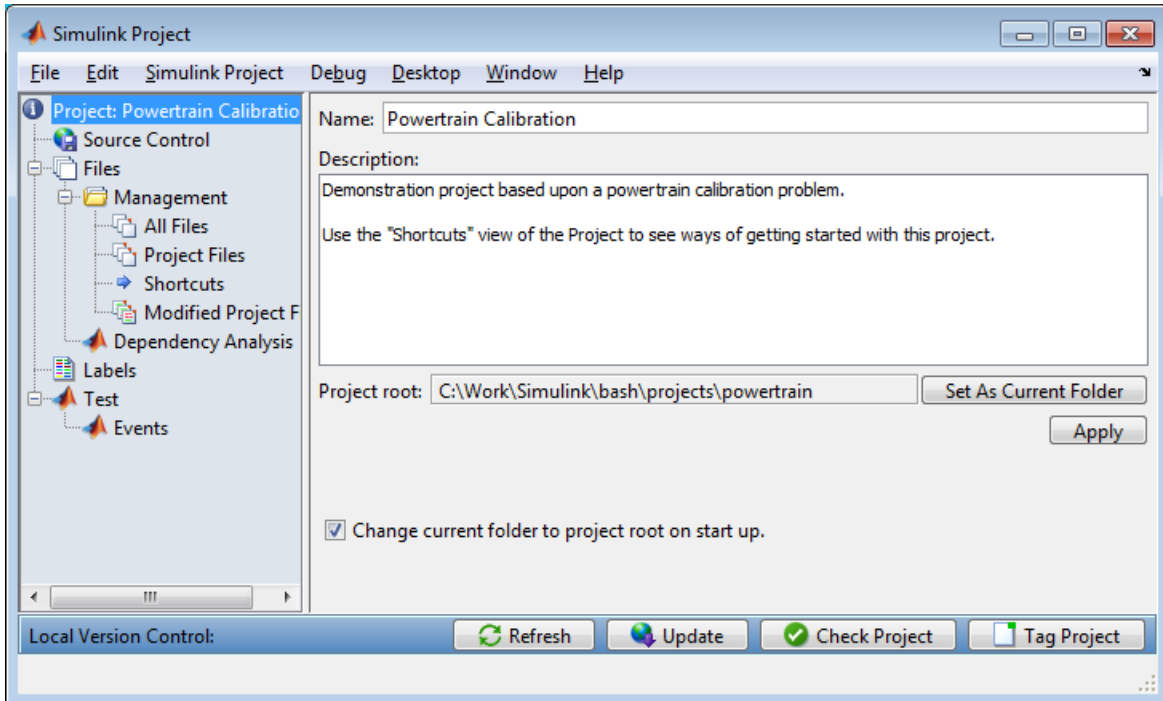 Simulink Project
File Edit Simulink Project Debug Desktop Window Help
Project: Powertrain Calibratio
Source Control
Files
Management
All Files
Project Files
Shortcuts
Modified Project F
Dependency Analysis
Labels
Test
Events
Name: Powertrain Calibration
Description:
Demonstration project based upon a powertrain calibration problem.
Use the "Shortcuts" view of the Project to see ways of getting started with this project.
Project root: C:\Work\Simulink\bash\projects\powertrain Set As Current Folder
Apply
Change current folder to project root on start up.
Local Version Control: Refresh Update Check Project Tag Project